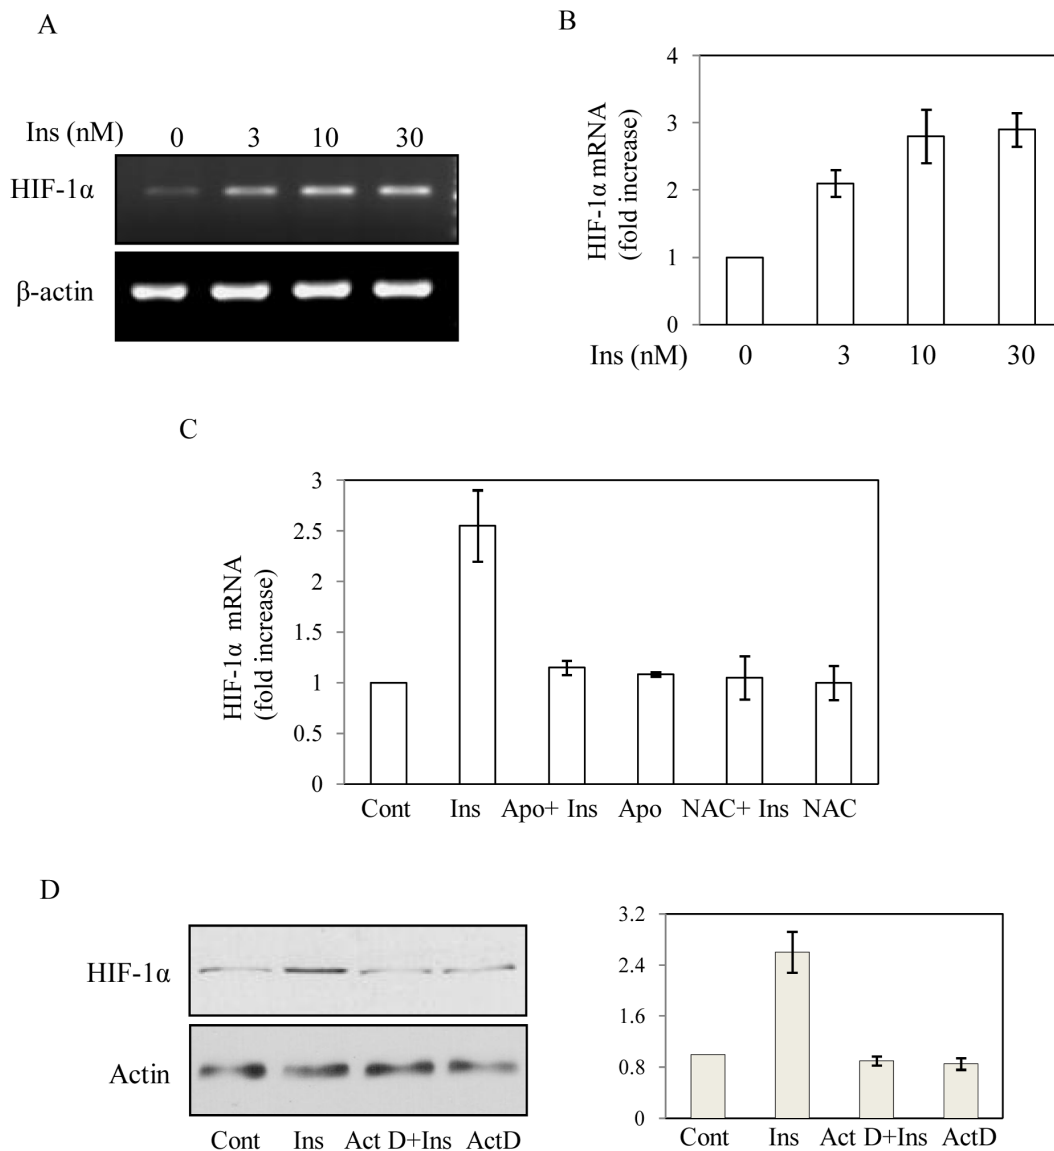 A
Ins (nM) 0 3 10 30
HIF-1α
β-actin
B
HIF-1α mRNA
(fold increase)
4
3
2
1
0
Ins (nM) 0 3 10 30
C
HIF-1α mRNA
(fold increase)
3
2.5
2
1.5
1
0.5
0
Cont Ins Apo+ Ins Apo NAC+ Ins NAC
D
HIF-1α
Actin
Cont Ins Act D+Ins ActD
3.2
2.4
1.6
0.8
0
Cont Ins Act D+Ins ActD